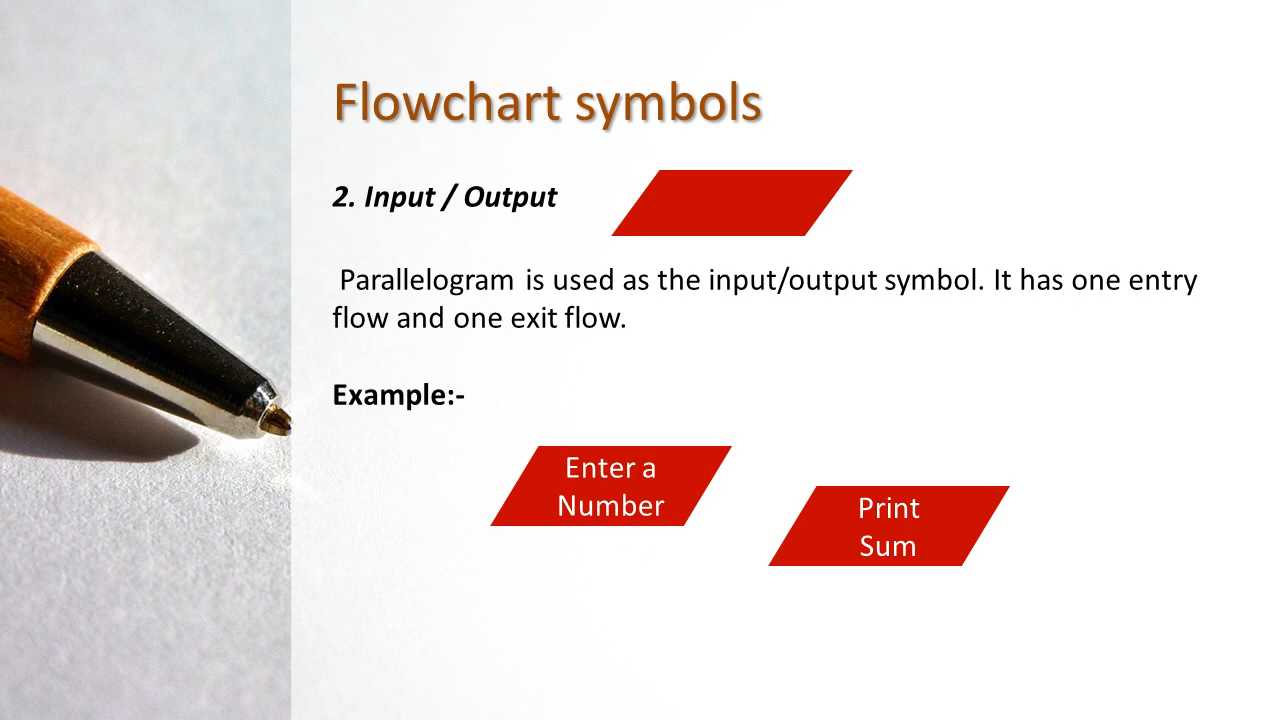 Flowchart symbols
2. Input / Output
Parallelogram is used as the input/output symbol. It has one entry
flow and one exit flow.
Example:-
Enter a
Number
Print
Sum